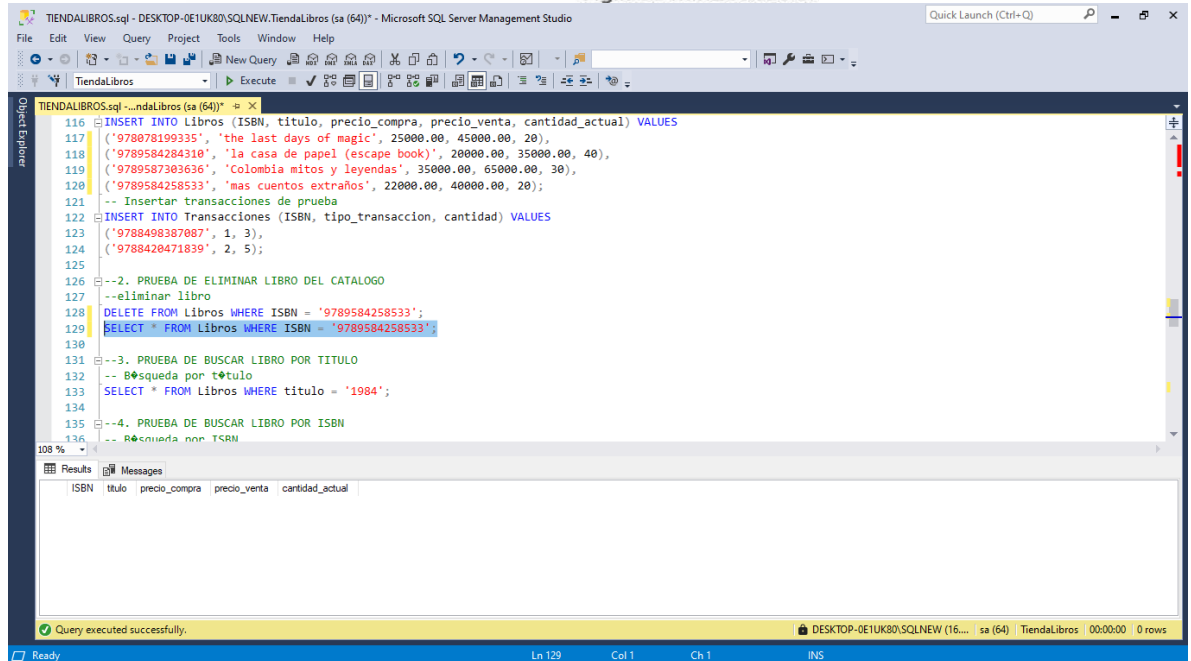 TIENDALIBROS.sql - DESKTOP-0E1UK80\SQLNEW.TiendaLibros (sa (64))* - Microsoft SQL Server Management Studio
Quick Launch (Ctrl+Q)
File Edit View Query Project Tools Window Help
New Query
TiendaLibros
Execute
Object Explorer
TIENDALIBROS.sql -...ndaLibros (sa (64))*
116 INSERT INTO Libros (ISBN, titulo, precio_compra, precio_venta, cantidad_actual) VALUES
117 ('978078199335', 'the last days of magic', 25000.00, 45000.00, 20),
118 ('9789584284310', 'la casa de papel (escape book)', 20000.00, 35000.00, 40),
119 ('9789587303636', 'Colombia mitos y leyendas', 35000.00, 65000.00, 30),
120 ('9789584258533', 'mas cuentos extraños', 22000.00, 40000.00, 20);
121 -- Insertar transacciones de prueba
122 INSERT INTO Transacciones (ISBN, tipo_transaccion, cantidad) VALUES
123 ('9788498387087', 1, 3),
124 ('9788420471839', 2, 5);
125
126 --2. PRUEBA DE ELIMINAR LIBRO DEL CATALOGO
127 --eliminar libro
128 DELETE FROM Libros WHERE ISBN = '9789584258533';
129 SELECT * FROM Libros WHERE ISBN = '9789584258533';
130
131 --3. PRUEBA DE BUSCAR LIBRO POR TITULO
132 -- B�squeda por t�tulo
133 SELECT * FROM Libros WHERE titulo = '1984';
134
135 --4. PRUEBA DE BUSCAR LIBRO POR ISBN
136 -- B�squeda por ISBN
108 %
Results Messages
ISBN titulo precio_compra precio_venta cantidad_actual
Query executed successfully.
DESKTOP-0E1UK80\SQLNEW (16.... sa (64) TiendaLibros 00:00:00 0 rows
Ready Ln 129 Col 1 Ch 1 INS